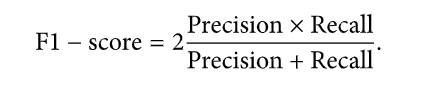 F1 − score = 2 Precision × Recall / Precision + Recall.